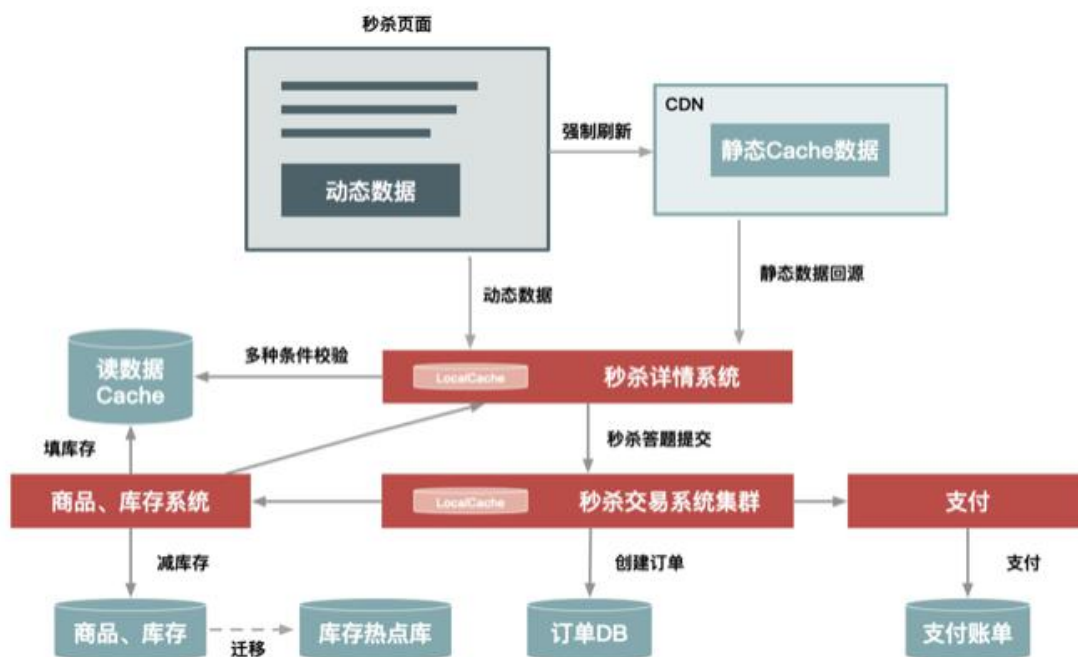 秒杀页面
CDN
强制刷新
静态Cache数据
动态数据
动态数据
静态数据回源
读数据
Cache
多种条件校验
LocalCache
秒杀详情系统
填库存
秒杀答题提交
商品、库存系统
LocalCache
秒杀交易系统集群
支付
减库存
创建订单
支付
商品、库存
迁移
库存热点库
订单DB
支付账单